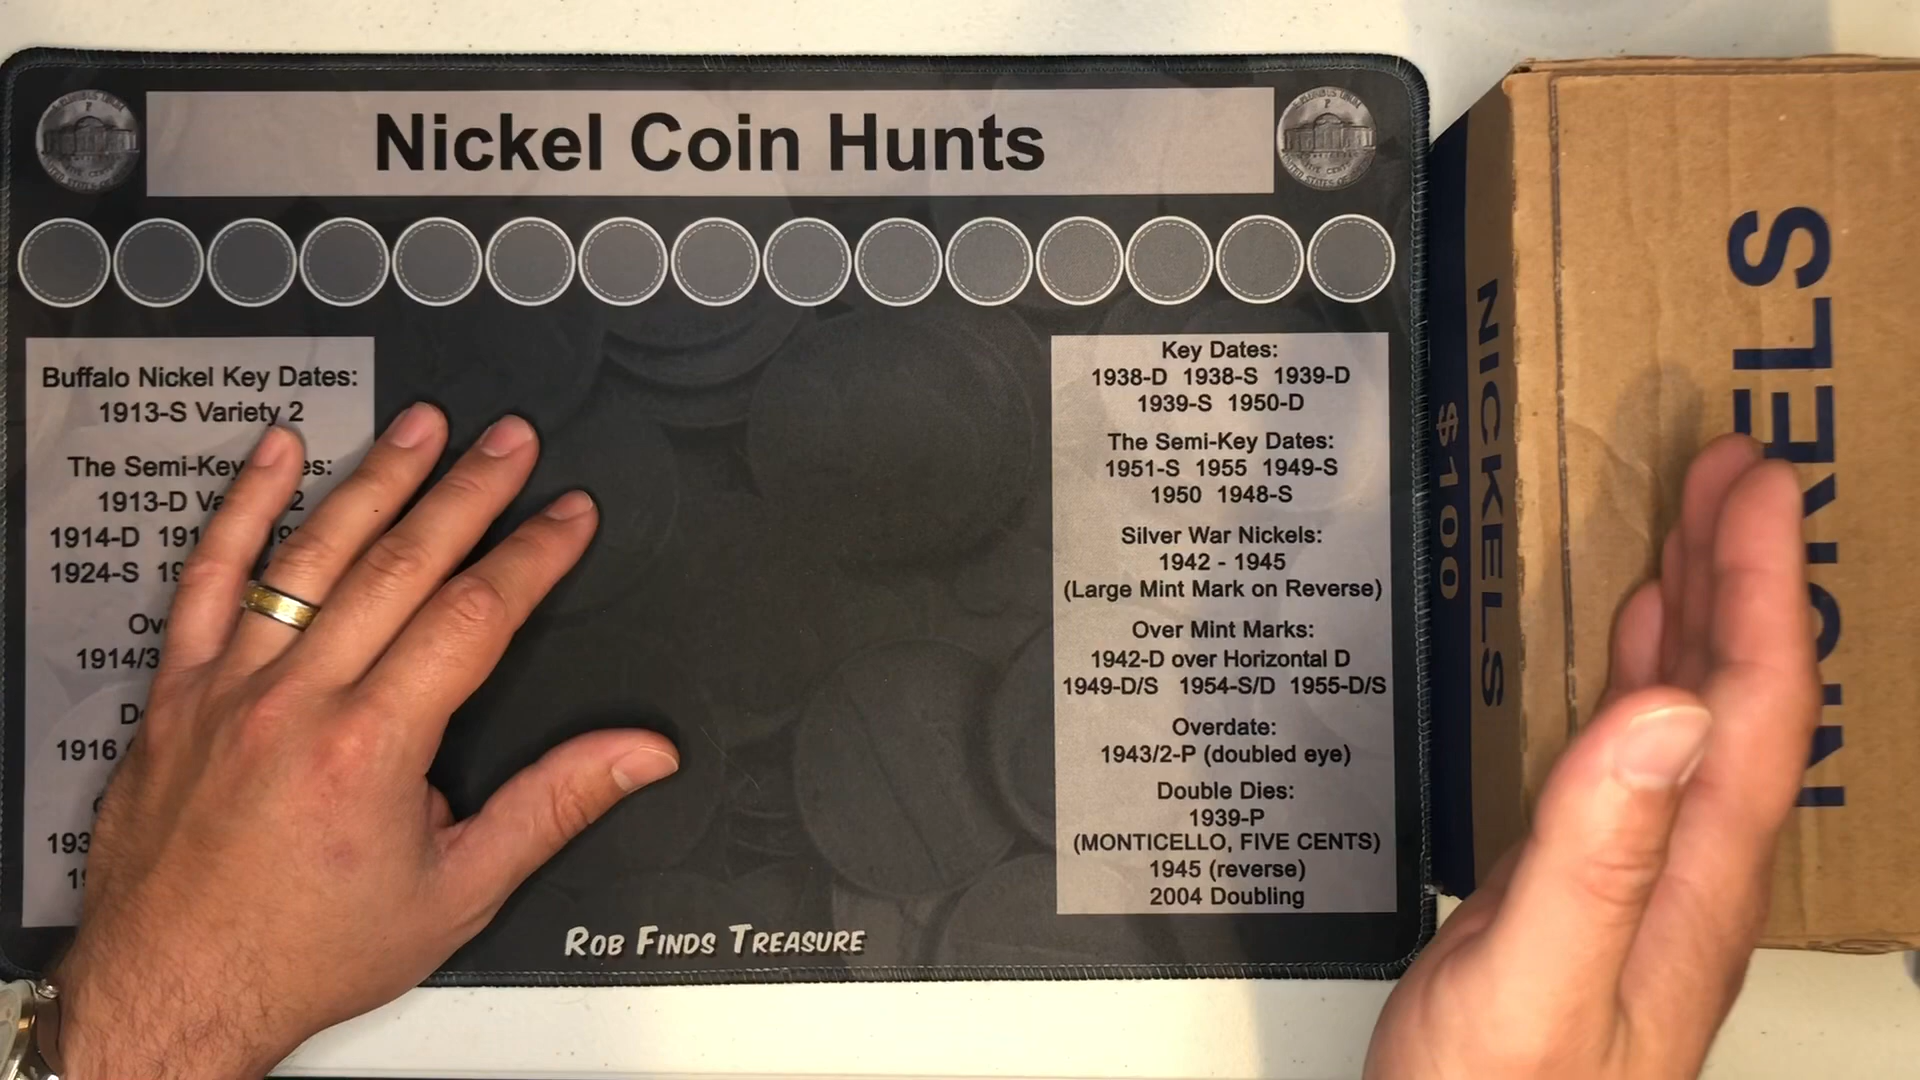 Nickel Coin Hunts
Buffalo Nickel Key Dates:
1913-S Variety 2
The Semi-Key
1913-D
1914-D
1924-S
1914/3
1916
Key Dates:
1938-D 1938-S 1939-D
1939-S 1950-D
The Semi-Key Dates:
1951-S 1955 1949-S
1950 1948-S
Silver War Nickels:
1942 - 1945
(Large Mint Mark on Reverse)
Over Mint Marks:
1942-D over Horizontal D
1949-D/S 1954-S/D 1955-D/S
Overdate:
1943/2-P (doubled eye)
Double Dies:
1939-P
(MONTICELLO, FIVE CENTS)
1945 (reverse)
2004 Doubling
ROB FINDS TREASURE
NICKELS
$100
NICKELS